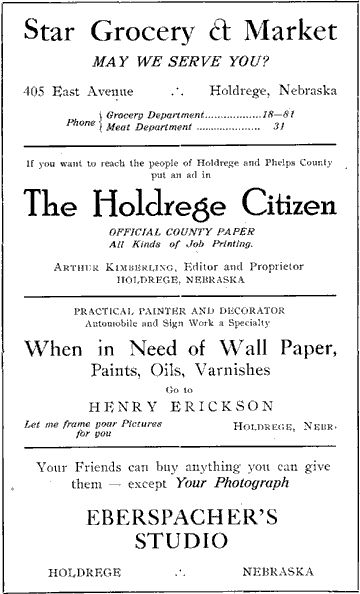 Star Grocery & Market
MAY WE SERVE YOU?
405 East Avenue ∴ Holdrege, Nebraska
Phone { Grocery Department..................18—81
Meat Department .................... 31
If you want to reach the people of Holdrege and Phelps County
put an ad in
The Holdrege Citizen
OFFICIAL COUNTY PAPER
All Kinds of Job Printing.
ARTHUR KIMBERLING, Editor and Proprietor
HOLDREGE, NEBRASKA
PRACTICAL PAINTER AND DECORATOR
Automobile and Sign Work a Specialty
When in Need of Wall Paper,
Paints, Oils, Varnishes
Go to
HENRY ERICKSON
Let me frame your Pictures
for you
HOLDREGE, NEBR.
Your Friends can buy anything you can give
them — except Your Photograph
EBERSPACHER'S
STUDIO
HOLDREGE ∴ NEBRASKA